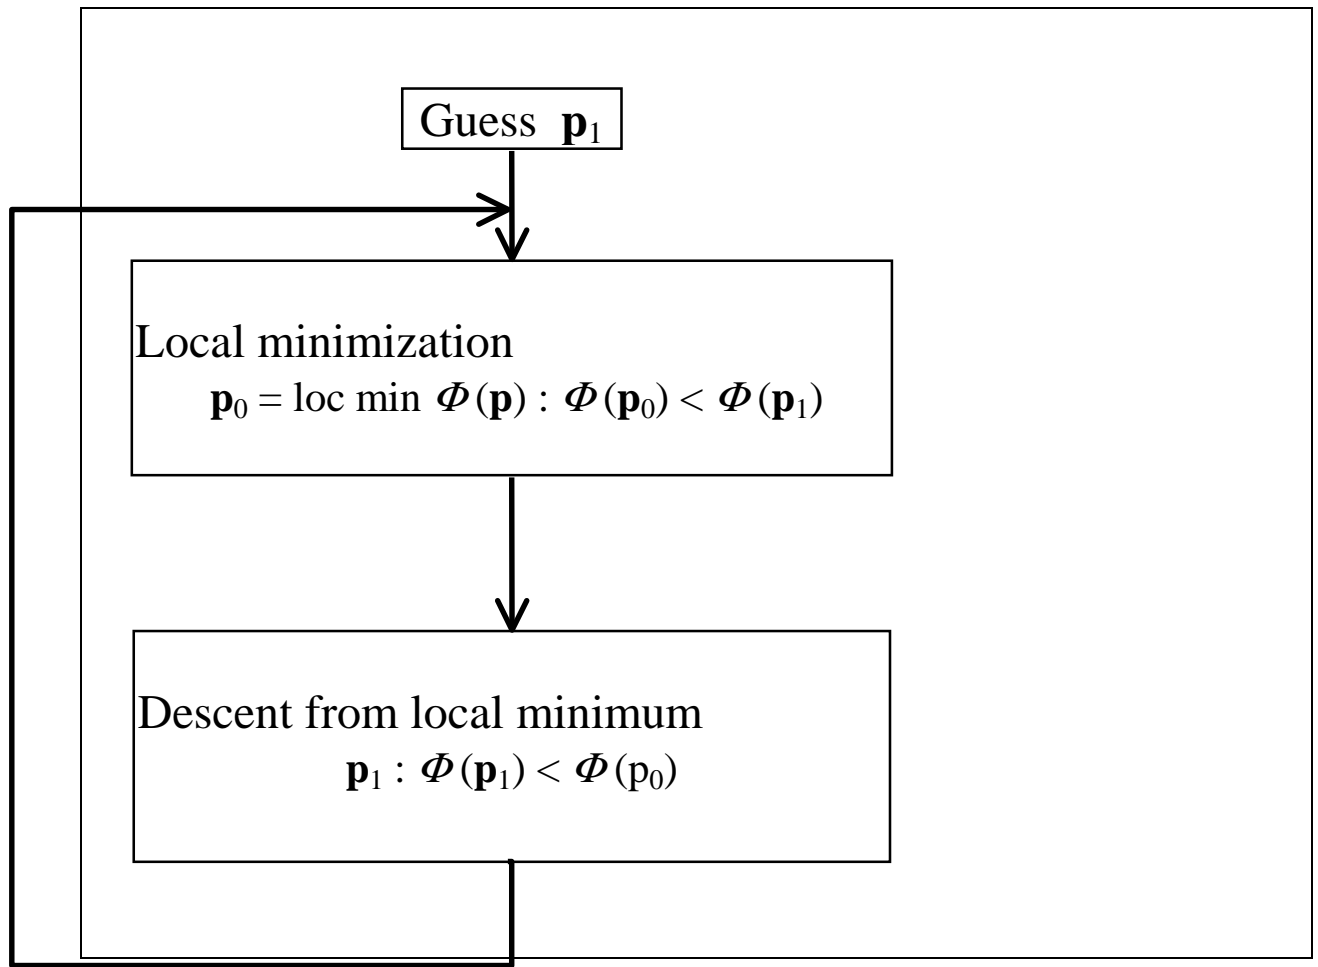 Guess p₁
Local minimization
p₀ = loc min Φ(p) : Φ(p₀) < Φ(p₁)
Descent from local minimum
p₁ : Φ(p₁) < Φ(p₀)